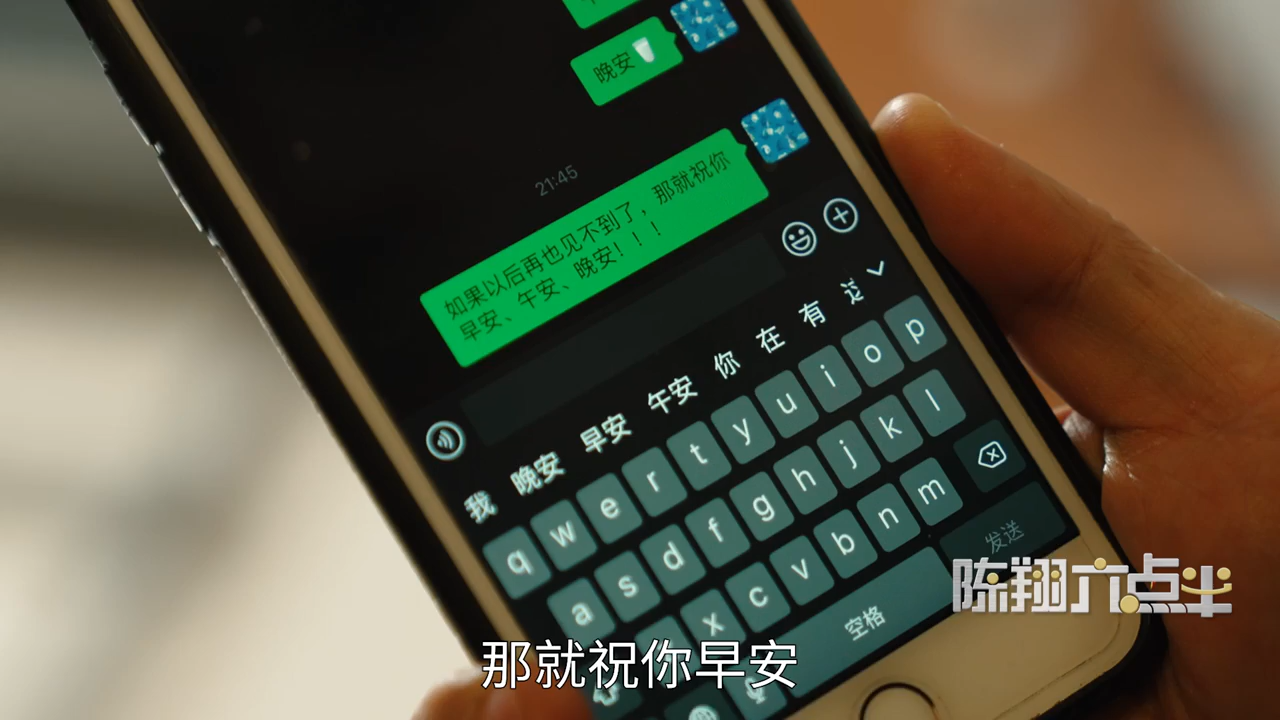 晚安
21:45
如果以后再也见不到了，那就祝你
早安、午安、晚安！！！
我 晚安 早安 午安 你 在 有 这
q w e r t y u i o p
a s d f g h j k l
x c v b n m
空格 发送
陈翔六点半
那就祝你早安